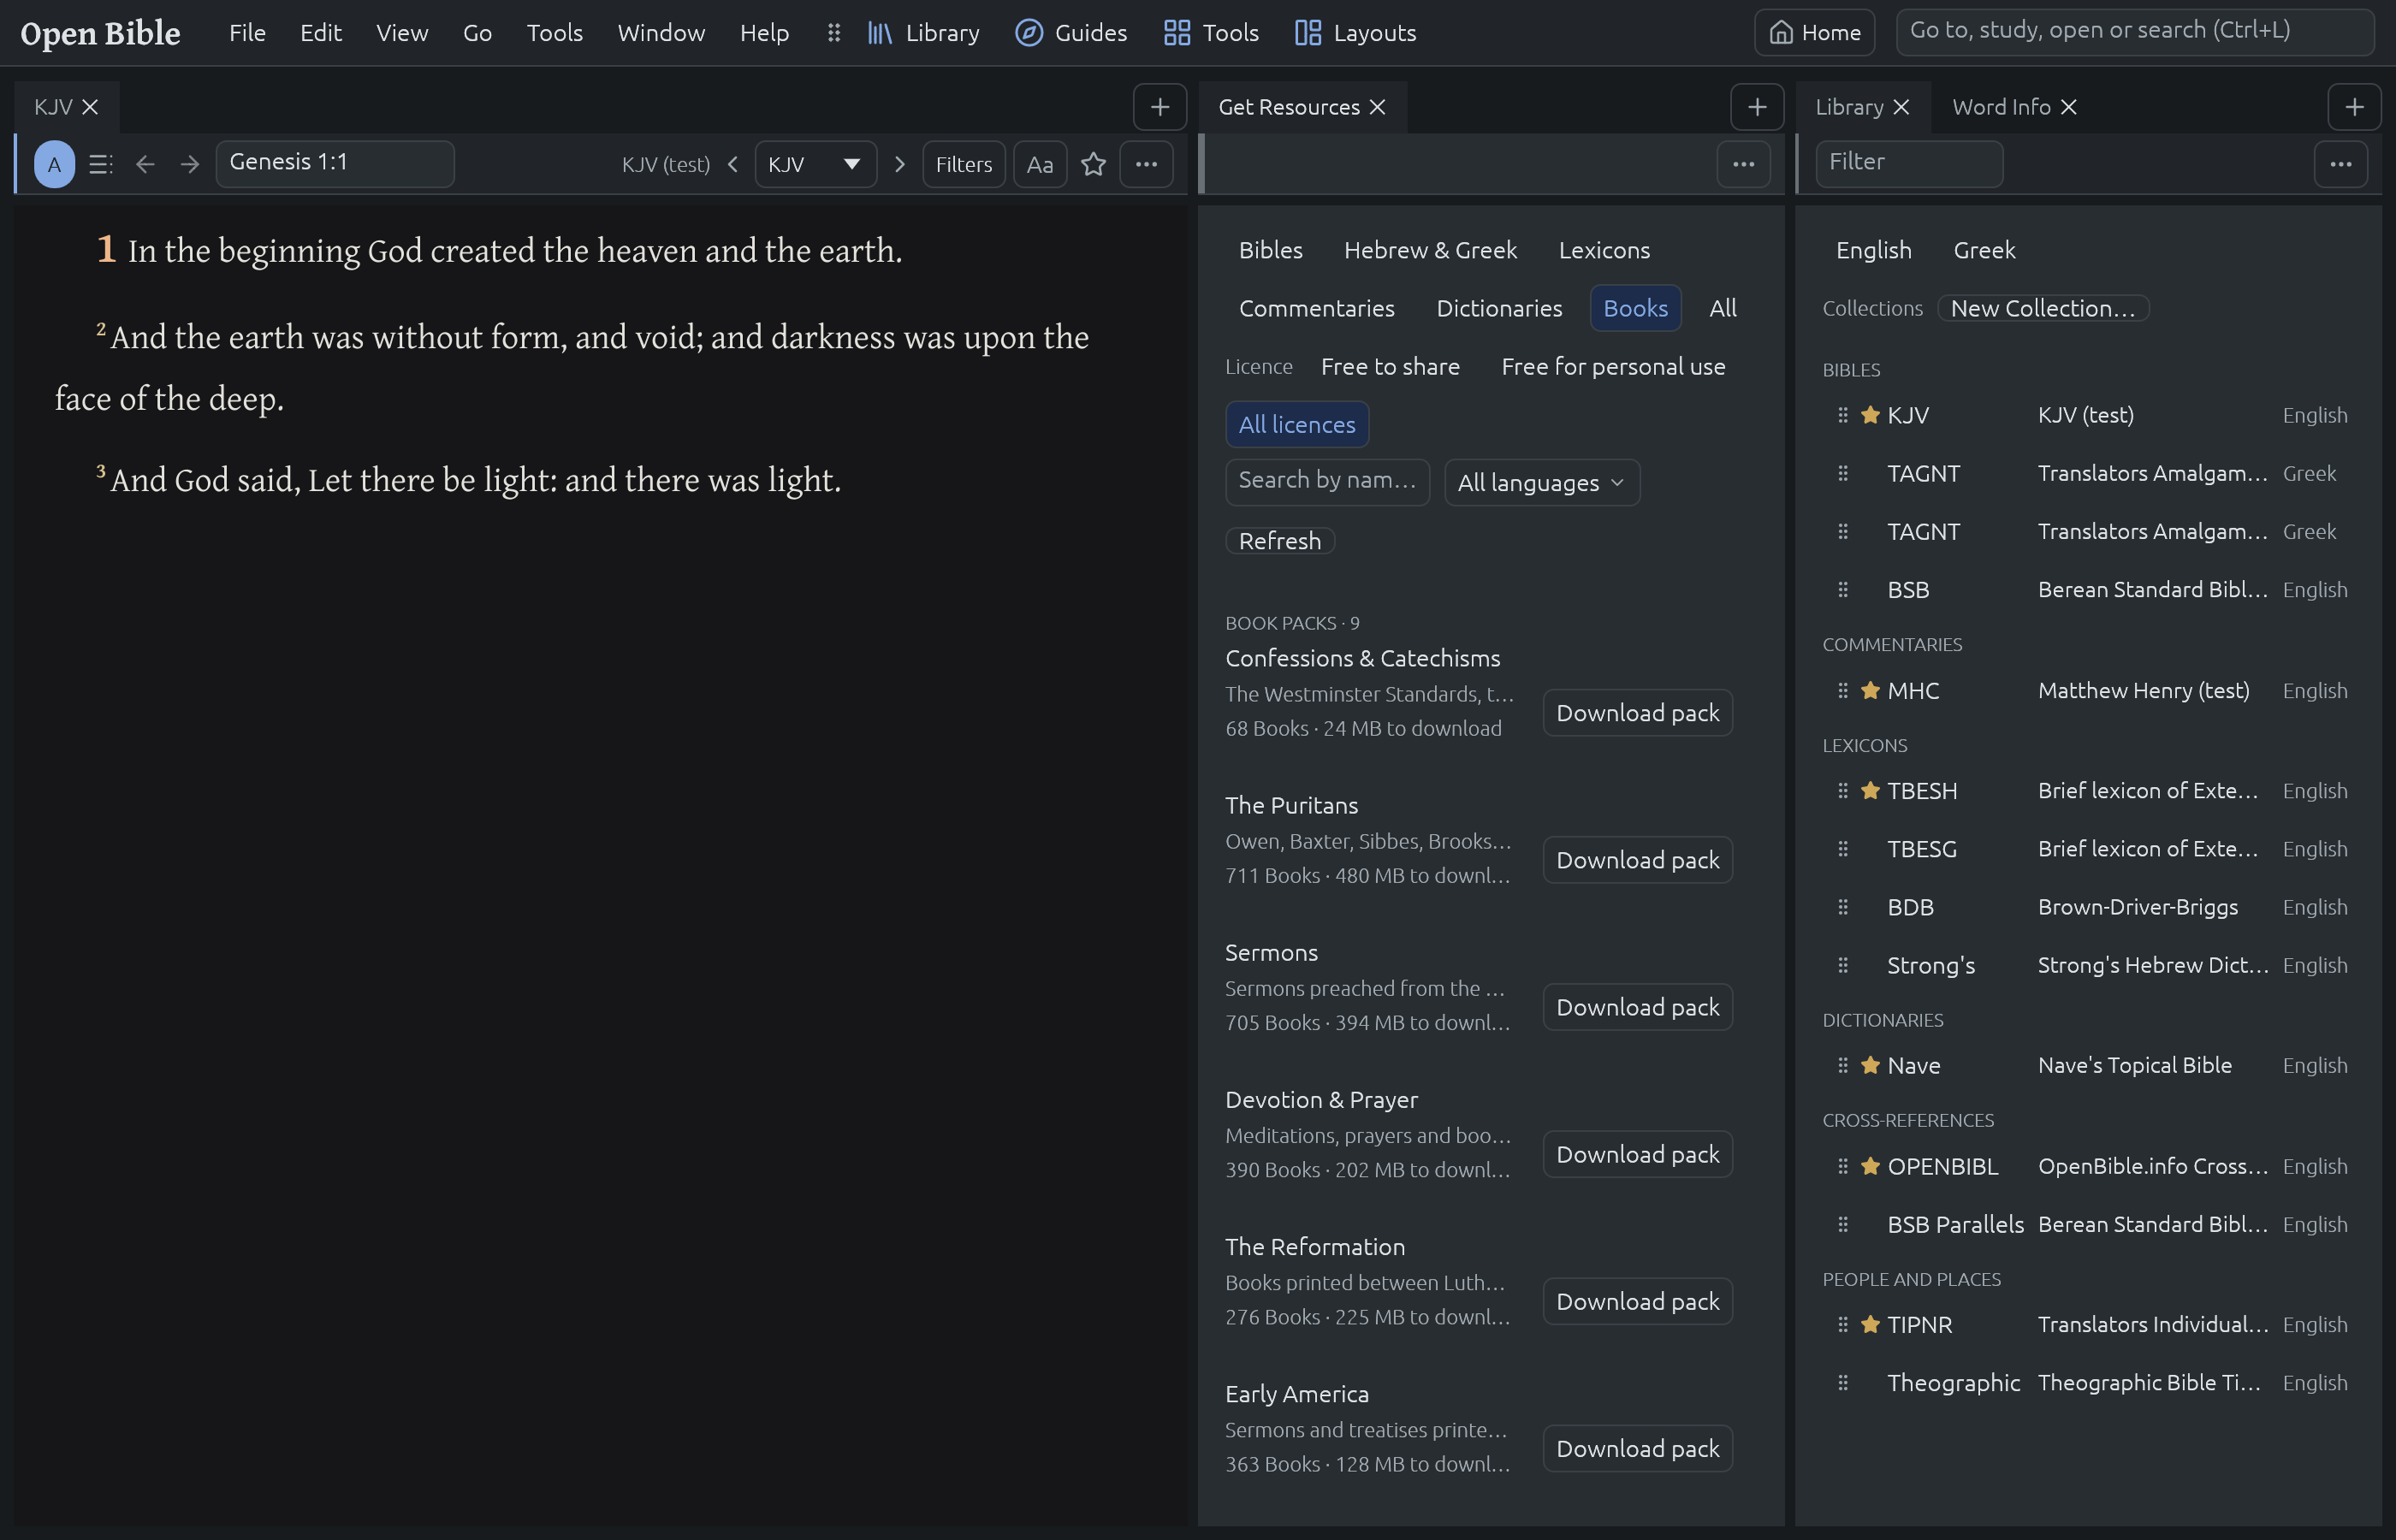 Open Bible File Edit View Go Tools Window Help Library Guides Tools Layouts Home Go to, study, open or search (Ctrl+L)
KJV
A Genesis 1:1 KJV (test) KJV Filters Aa
1 In the beginning God created the heaven and the earth.
2 And the earth was without form, and void; and darkness was upon the
face of the deep.
3 And God said, Let there be light: and there was light.
Get Resources
Bibles Hebrew & Greek Lexicons
Commentaries Dictionaries Books All
Licence Free to share Free for personal use
All licences
Search by nam… All languages
Refresh
BOOK PACKS · 9
Confessions & Catechisms
The Westminster Standards, t…
68 Books · 24 MB to download
Download pack
The Puritans
Owen, Baxter, Sibbes, Brooks…
711 Books · 480 MB to downl…
Download pack
Sermons
Sermons preached from the …
705 Books · 394 MB to downl…
Download pack
Devotion & Prayer
Meditations, prayers and boo…
390 Books · 202 MB to downl…
Download pack
The Reformation
Books printed between Luth…
276 Books · 225 MB to downl…
Download pack
Early America
Sermons and treatises printe…
363 Books · 128 MB to downl…
Download pack
Library Word Info
Filter
English Greek
Collections New Collection…
BIBLES
KJV KJV (test) English
TAGNT Translators Amalgam… Greek
TAGNT Translators Amalgam… Greek
BSB Berean Standard Bibl… English
COMMENTARIES
MHC Matthew Henry (test) English
LEXICONS
TBESH Brief lexicon of Exte… English
TBESG Brief lexicon of Exte… English
BDB Brown-Driver-Briggs English
Strong's Strong's Hebrew Dict… English
DICTIONARIES
Nave Nave's Topical Bible English
CROSS-REFERENCES
OPENBIBL OpenBible.info Cross… English
BSB Parallels Berean Standard Bibl… English
PEOPLE AND PLACES
TIPNR Translators Individual… English
Theographic Theographic Bible Ti… English